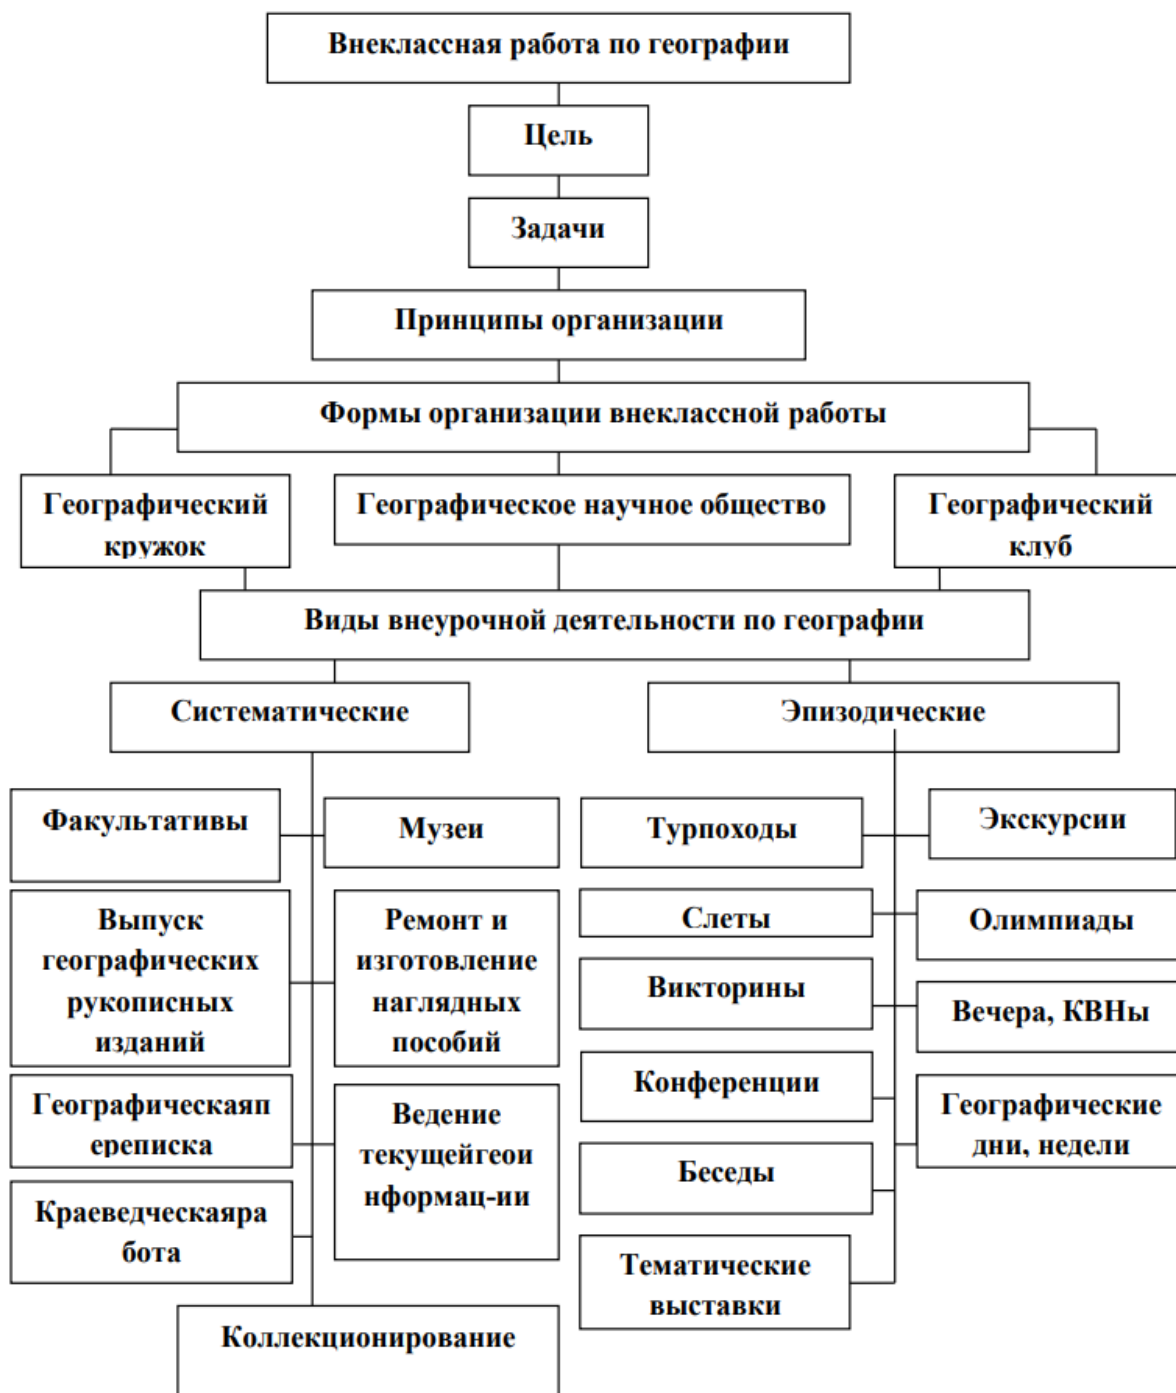 Внеклассная работа по географии
Цель
Задачи
Принципы организации
Формы организации внеклассной работы
Географический
кружок
Географическое научное общество
Географический
клуб
Виды внеурочной деятельности по географии
Систематические
Эпизодические
Факультативы
Музеи
Турпоходы
Экскурсии
Выпуск
географических
рукописных
изданий
Ремонт и
изготовление
наглядных
пособий
Слеты
Олимпиады
Викторины
Вечера, КВНы
Географическаяп
ереписка
Ведение
текущейгеои
нформац-ии
Конференции
Географические
дни, недели
Беседы
Краеведческаяра
бота
Тематические
выставки
Коллекционирование